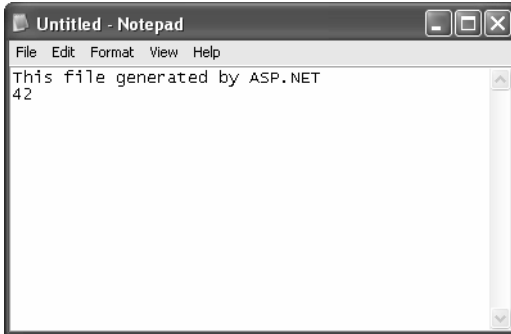 Untitled - Notepad
File Edit Format View Help
This file generated by ASP.NET
42